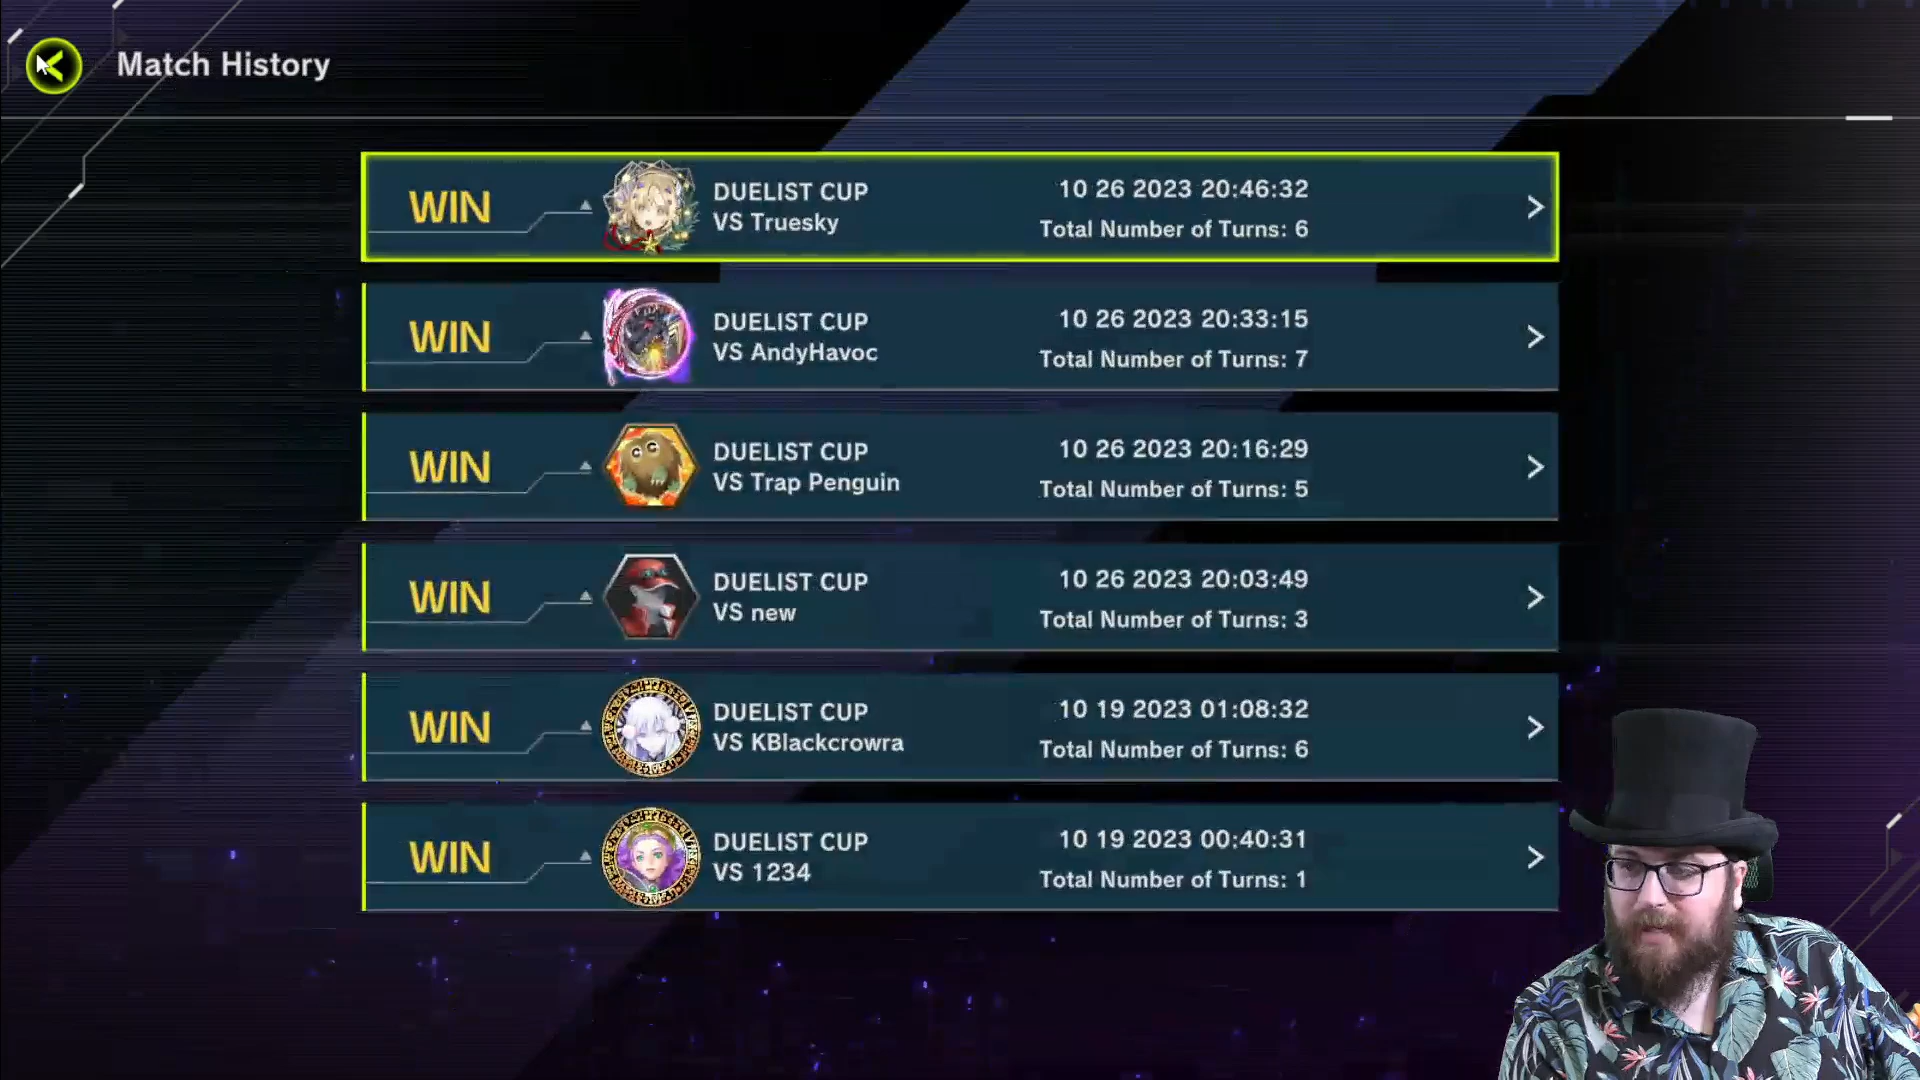 Match History
WIN
DUELIST CUP
VS Truesky
10 26 2023 20:46:32
Total Number of Turns: 6
WIN
DUELIST CUP
VS AndyHavoc
10 26 2023 20:33:15
Total Number of Turns: 7
WIN
DUELIST CUP
VS Trap Penguin
10 26 2023 20:16:29
Total Number of Turns: 5
WIN
DUELIST CUP
VS new
10 26 2023 20:03:49
Total Number of Turns: 3
WIN
DUELIST CUP
VS KBlackcrowra
10 19 2023 01:08:32
Total Number of Turns: 6
WIN
DUELIST CUP
VS 1234
10 19 2023 00:40:31
Total Number of Turns: 1